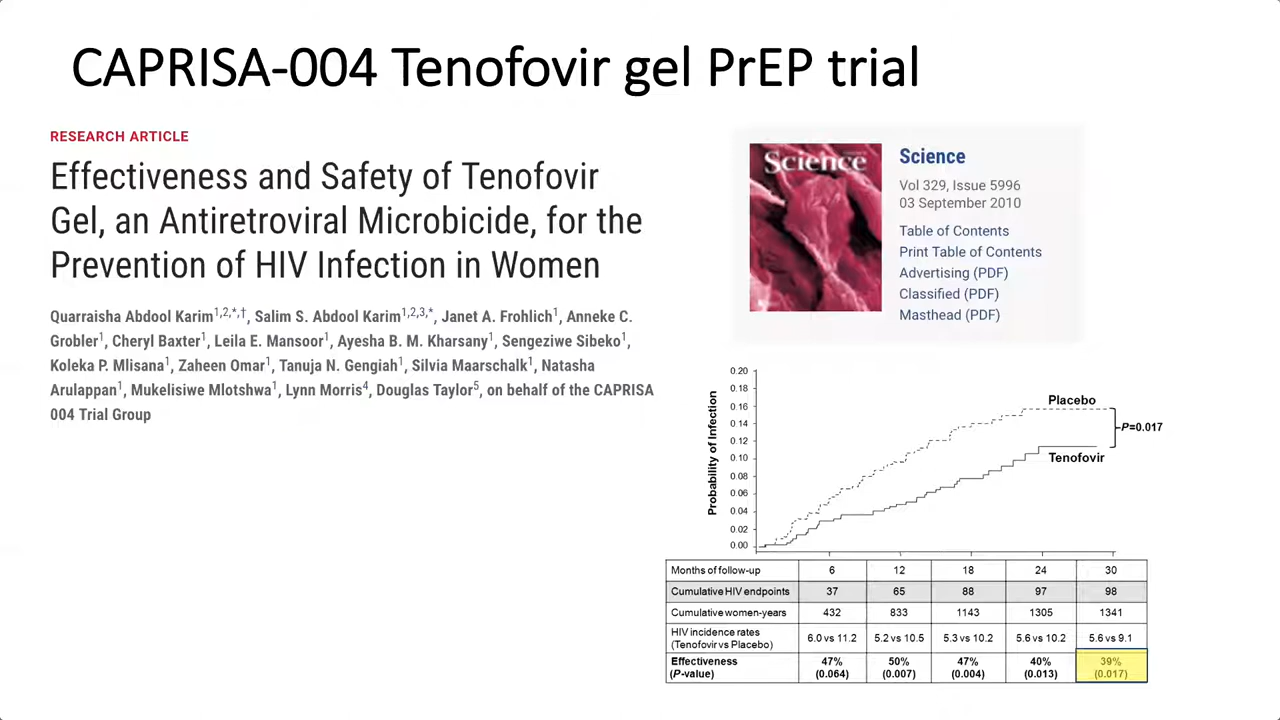 CAPRISA-004 Tenofovir gel PrEP trial
RESEARCH ARTICLE
Effectiveness and Safety of Tenofovir
Gel, an Antiretroviral Microbicide, for the
Prevention of HIV Infection in Women
Quarraisha Abdool Karim1,2,*,†, Salim S. Abdool Karim1,2,3,*, Janet A. Frohlich1, Anneke C.
Grobler1, Cheryl Baxter1, Leila E. Mansoor1, Ayesha B. M. Kharsany1, Sengeziwe Sibeko1,
Koleka P. Mlisana1, Zaheen Omar1, Tanuja N. Gengiah1, Silvia Maarschalk1, Natasha
Arulappan1, Mukelisiwe Mlotshwa1, Lynn Morris4, Douglas Taylor5, on behalf of the CAPRISA
004 Trial Group
Science
Science
Vol 329, Issue 5996
03 September 2010
Table of Contents
Print Table of Contents
Advertising (PDF)
Classified (PDF)
Masthead (PDF)
Probability of Infection
0.20
0.18
0.16
0.14
0.12
0.10
0.08
0.06
0.04
0.02
0.00
Placebo
P=0.017
Tenofovir
Months of follow-up 6 12 18 24 30
Cumulative HIV endpoints 37 65 88 97 98
Cumulative women-years 432 833 1143 1305 1341
HIV incidence rates
(Tenofovir vs Placebo) 6.0 vs 11.2 5.2 vs 10.5 5.3 vs 10.2 5.6 vs 10.2 5.6 vs 9.1
Effectiveness 47% 50% 47% 40% 39%
(P-value) (0.064) (0.007) (0.004) (0.013) (0.017)